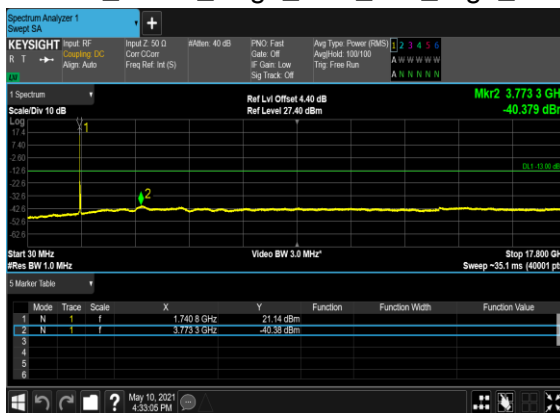 Spectrum Analyzer 1
Swept SA
KEYSIGHT
R T
LXI
Input: RF
Coupling: DC
Align: Auto
Input Z: 50 Ω
Corr CCorr
Freq Ref: Int (S)
#Atten: 40 dB
PNO: Fast
Gate: Off
IF Gain: Low
Sig Track: Off
Avg Type: Power (RMS)
Avg|Hold: 100/100
Trig: Free Run
1 2 3 4 5 6
A W W W W W
A N N N N N
1 Spectrum
Scale/Div 10 dB
Ref Lvl Offset 4.40 dB
Ref Level 27.40 dBm
Mkr2 3.773 3 GH
-40.379 dBr
Log
17.4
7.40
-2.60
-12.6
-22.6
-32.6
-42.6
-52.6
-62.6
1
2
DL1 -13.00 dB
Start 30 MHz
#Res BW 1.0 MHz
Video BW 3.0 MHz*
Stop 17.800 GH
Sweep ~35.1 ms (40001 pt
5 Marker Table
Mode Trace Scale X Y Function Function Width Function Value
1 N 1 f 1.740 8 GHz 21.14 dBm
2 N 1 f 3.773 3 GHz -40.38 dBm
3
4
5
6
?
May 10, 2021
4:33:05 PM